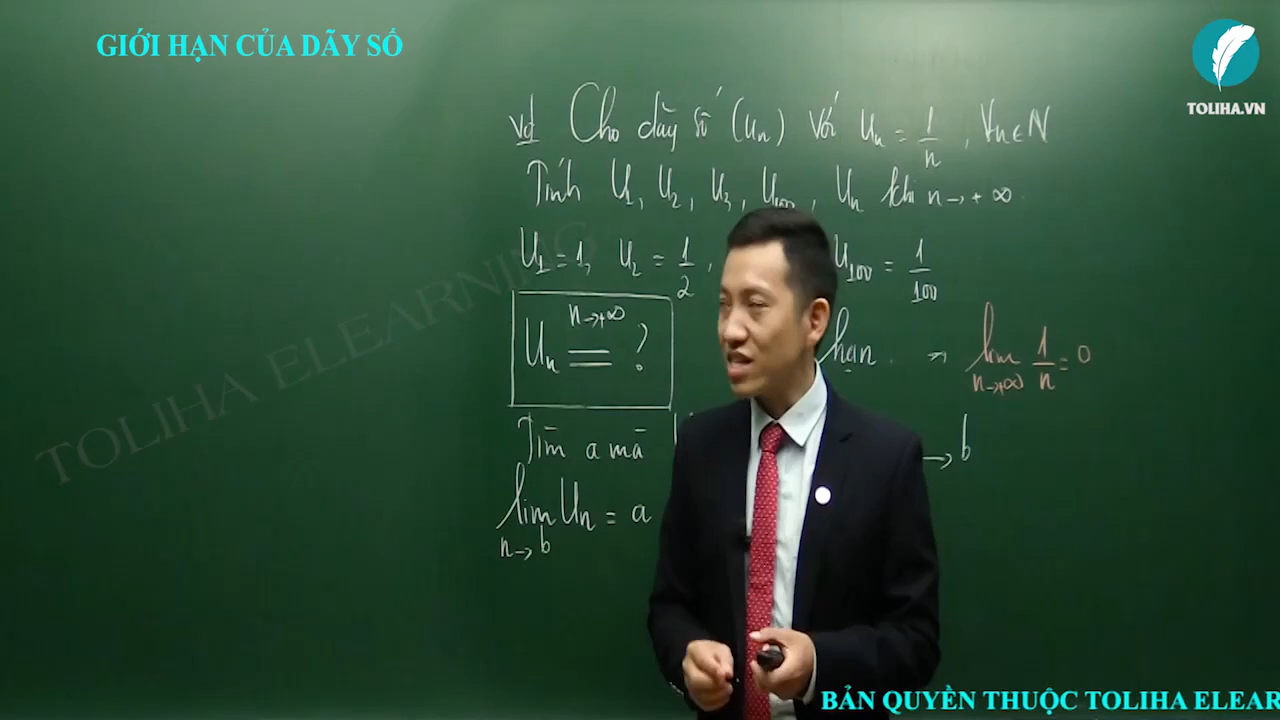 GIỚI HẠN CỦA DÃY SỐ
TOLIHA.VN
vd Cho dãy số (Un) với Un = 1/n , ∀n∈N
Tính U1, U2, U3, U100, Un khi n→+∞
U1 = 1, U2 = 1/2, U100 = 1/100
Un n→+∞ = ?
hạn. → lim n→+∞ 1/n = 0
Tìm a mà → b
lim n→b Un = a
TOLIHA ELEARNING
BẢN QUYỀN THUỘC TOLIHA ELEAR